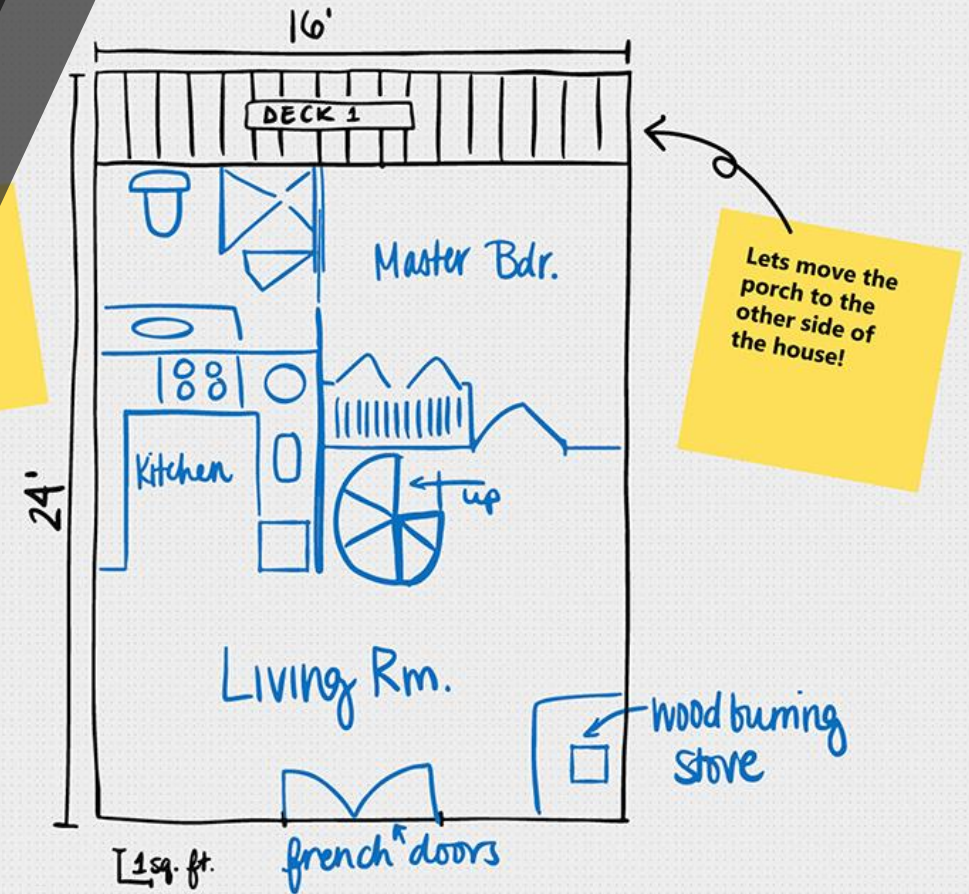 16'
DECK 1
Master Bdr.
Lets move the
porch to the
other side of
the house!
24'
Kitchen
up
Living Rm.
wood burning
stove
1 sq. ft.
french doors